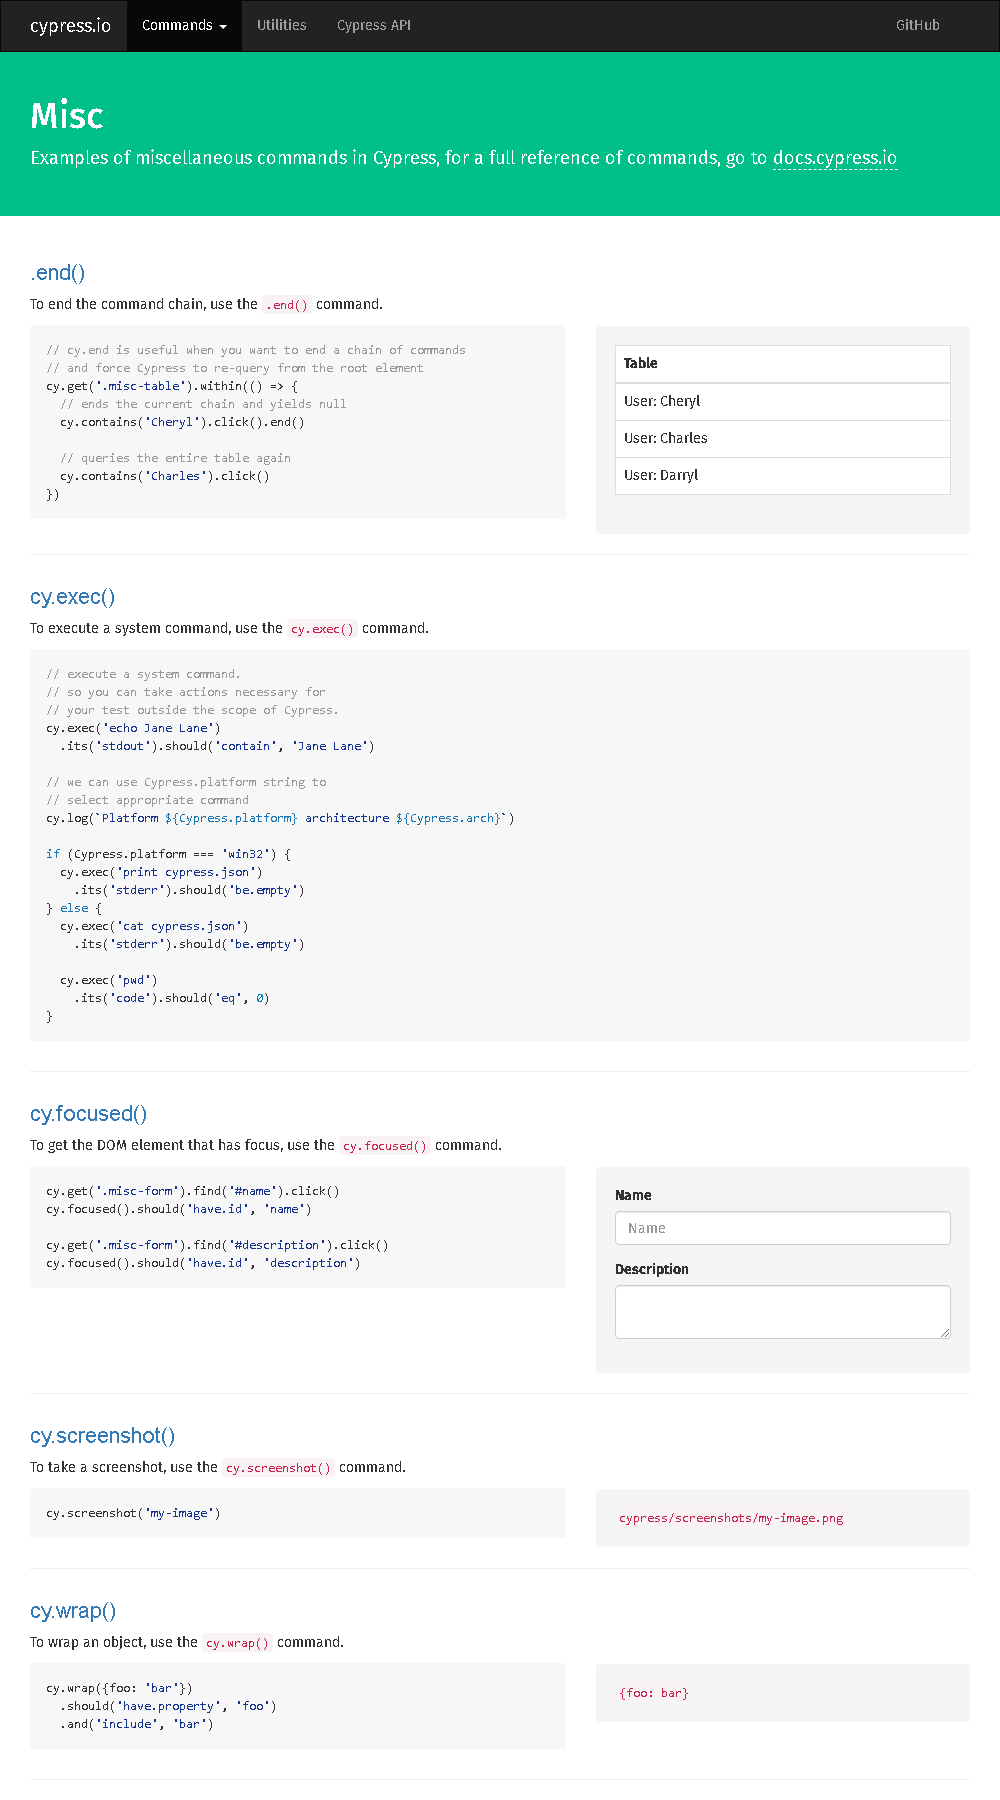 cypress.io Commands Utilities Cypress API GitHub
Misc
Examples of miscellaneous commands in Cypress, for a full reference of commands, go to docs.cypress.io
.end()
To end the command chain, use the .end() command.
// cy.end is useful when you want to end a chain of commands
// and force Cypress to re-query from the root element
cy.get('.misc-table').within(() => {
  // ends the current chain and yields null
  cy.contains('Cheryl').click().end()

  // queries the entire table again
  cy.contains('Charles').click()
})
Table
User: Cheryl
User: Charles
User: Darryl
cy.exec()
To execute a system command, use the cy.exec() command.
// execute a system command.
// so you can take actions necessary for
// your test outside the scope of Cypress.
cy.exec('echo Jane Lane')
  .its('stdout').should('contain', 'Jane Lane')

// we can use Cypress.platform string to
// select appropriate command
cy.log(`Platform ${Cypress.platform} architecture ${Cypress.arch}`)

if (Cypress.platform === 'win32') {
  cy.exec('print cypress.json')
    .its('stderr').should('be.empty')
} else {
  cy.exec('cat cypress.json')
    .its('stderr').should('be.empty')

  cy.exec('pwd')
    .its('code').should('eq', 0)
}
cy.focused()
To get the DOM element that has focus, use the cy.focused() command.
cy.get('.misc-form').find('#name').click()
cy.focused().should('have.id', 'name')

cy.get('.misc-form').find('#description').click()
cy.focused().should('have.id', 'description')
Name
Name
Description
cy.screenshot()
To take a screenshot, use the cy.screenshot() command.
cy.screenshot('my-image')
cypress/screenshots/my-image.png
cy.wrap()
To wrap an object, use the cy.wrap() command.
cy.wrap({foo: 'bar'})
  .should('have.property', 'foo')
  .and('include', 'bar')
{foo: bar}